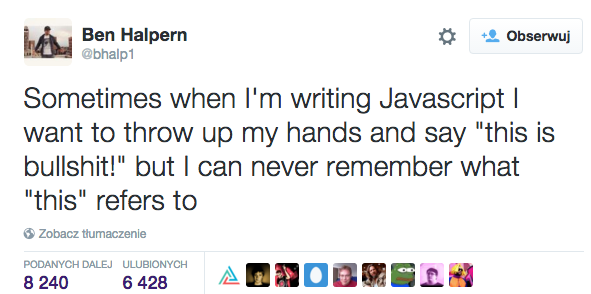 Ben Halpern
@bhalp1
Obserwuj
Sometimes when I'm writing Javascript I
want to throw up my hands and say "this is
bullshit!" but I can never remember what
"this" refers to
Zobacz tłumaczenie
PODANYCH DALEJ ULUBIONYCH
8 240 6 428